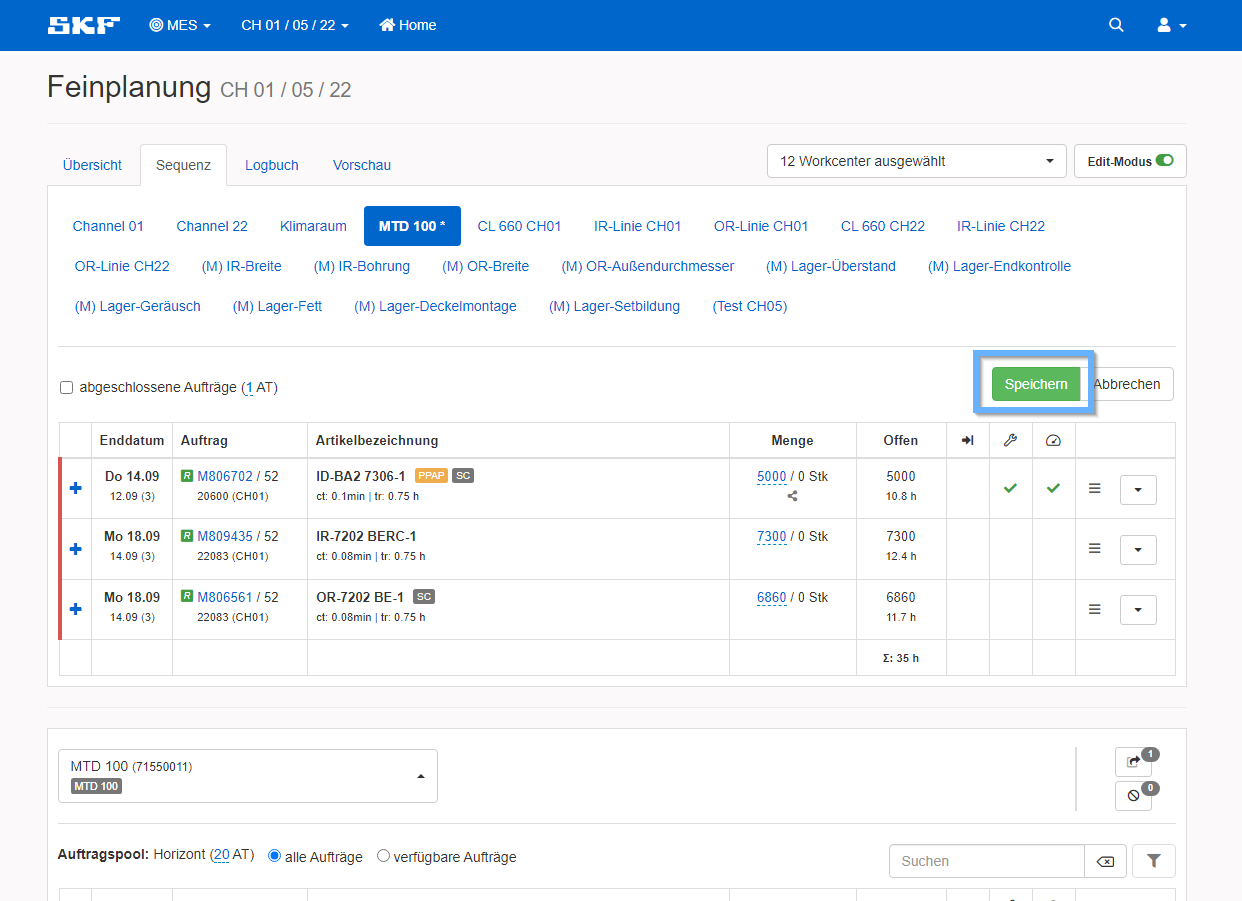 SKF MES CH 01 / 05 / 22 Home
Feinplanung CH 01 / 05 / 22
Übersicht Sequenz Logbuch Vorschau 12 Workcenter ausgewählt Edit-Modus
Channel 01 Channel 22 Klimaraum MTD 100 * CL 660 CH01 IR-Linie CH01 OR-Linie CH01 CL 660 CH22 IR-Linie CH22
OR-Linie CH22 (M) IR-Breite (M) IR-Bohrung (M) OR-Breite (M) OR-Außendurchmesser (M) Lager-Überstand (M) Lager-Endkontrolle
(M) Lager-Geräusch (M) Lager-Fett (M) Lager-Deckelmontage (M) Lager-Setbildung (Test CH05)
abgeschlossene Aufträge (1 AT) Speichern Abbrechen
Enddatum Auftrag Artikelbezeichnung Menge Offen
Do 14.09 R M806702 / 52 ID-BA2 7306-1 PPAP SC 5000 / 0 Stk 5000
12.09 (3) 20600 (CH01) ct: 0.1min | tr: 0.75 h 10.8 h
Mo 18.09 R M809435 / 52 IR-7202 BERC-1 7300 / 0 Stk 7300
14.09 (3) 22083 (CH01) ct: 0.08min | tr: 0.75 h 12.4 h
Mo 18.09 R M806561 / 52 OR-7202 BE-1 SC 6860 / 0 Stk 6860
14.09 (3) 22083 (CH01) ct: 0.08min | tr: 0.75 h 11.7 h
Σ: 35 h
MTD 100 (71550011) 1
MTD 100 0
Auftragspool: Horizont (20 AT) alle Aufträge verfügbare Aufträge Suchen